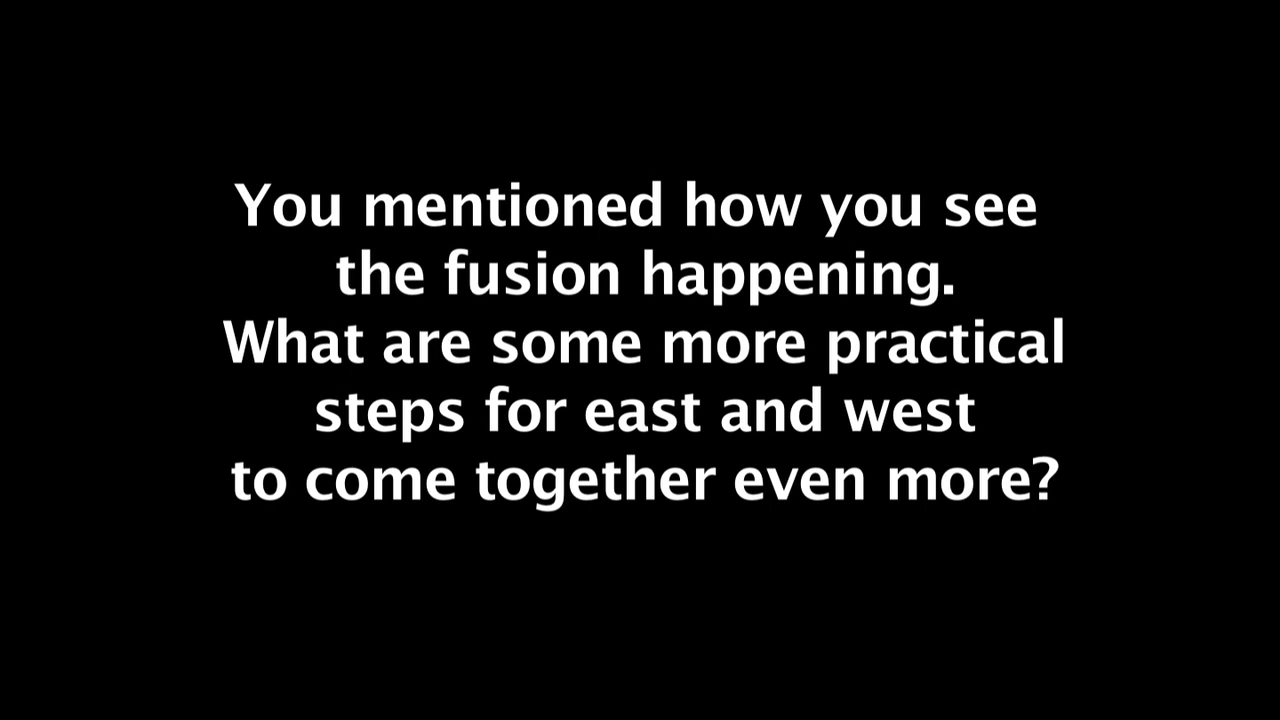 You mentioned how you see
the fusion happening.
What are some more practical
steps for east and west
to come together even more?